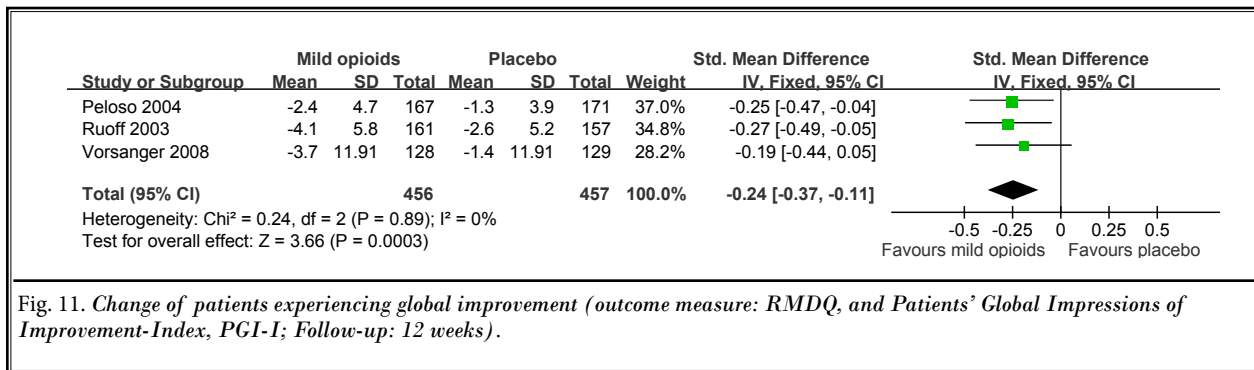 Mild opioids Placebo Std. Mean Difference Std. Mean Difference
Study or Subgroup Mean SD Total Mean SD Total Weight IV, Fixed, 95% CI IV, Fixed, 95% CI
Peloso 2004 -2.4 4.7 167 -1.3 3.9 171 37.0% -0.25 [-0.47, -0.04]
Ruoff 2003 -4.1 5.8 161 -2.6 5.2 157 34.8% -0.27 [-0.49, -0.05]
Vorsanger 2008 -3.7 11.91 128 -1.4 11.91 129 28.2% -0.19 [-0.44, 0.05]
Total (95% CI) 456 457 100.0% -0.24 [-0.37, -0.11]
Heterogeneity: Chi² = 0.24, df = 2 (P = 0.89); I² = 0%
Test for overall effect: Z = 3.66 (P = 0.0003)
-0.5 -0.25 0 0.25 0.5
Favours mild opioids Favours placebo
Fig. 11. Change of patients experiencing global improvement (outcome measure: RMDQ, and Patients' Global Impressions of
Improvement-Index, PGI-I; Follow-up: 12 weeks).